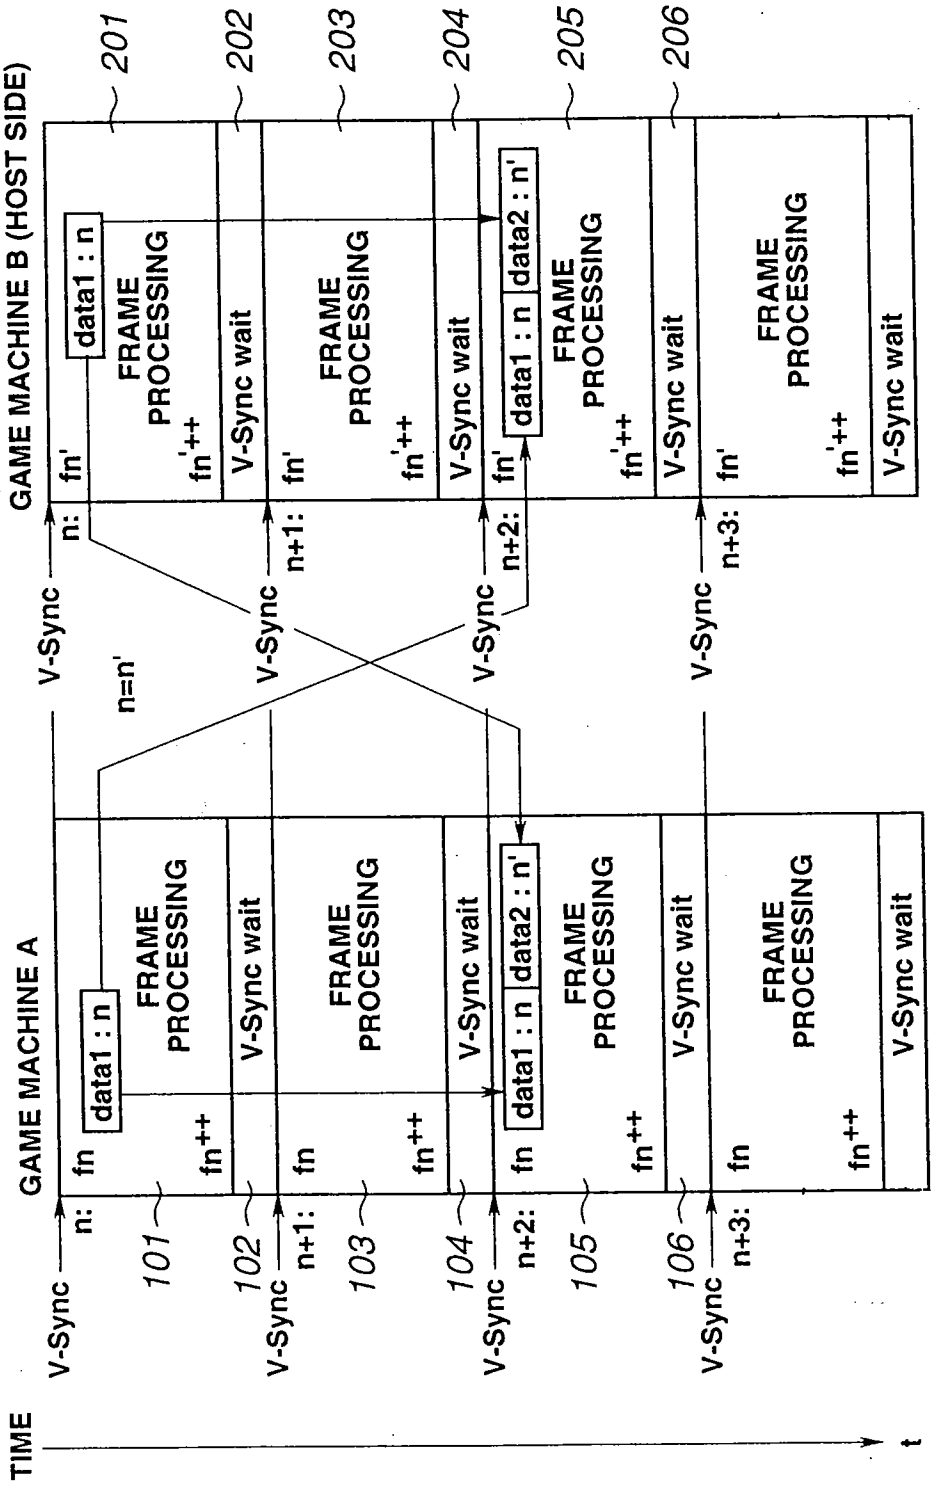 TIME
t
GAME MACHINE A
V-Sync
n:
fn
data1 : n
FRAME
PROCESSING
fn++
101
V-Sync wait
102
V-Sync
n+1:
fn
FRAME
PROCESSING
fn++
103
V-Sync wait
104
V-Sync
n+2:
fn
data1 : n data2 : n'
FRAME
PROCESSING
fn++
105
V-Sync wait
106
V-Sync
n+3:
fn
FRAME
PROCESSING
fn++
V-Sync wait
n=n'
GAME MACHINE B (HOST SIDE)
V-Sync
n:
fn'
data1 : n
FRAME
PROCESSING
fn'++
201
V-Sync wait
202
V-Sync
n+1:
fn'
FRAME
PROCESSING
fn'++
203
V-Sync wait
204
V-Sync
n+2:
fn'
data1 : n data2 : n'
FRAME
PROCESSING
fn'++
205
V-Sync wait
206
V-Sync
n+3:
fn'
FRAME
PROCESSING
fn'++
V-Sync wait